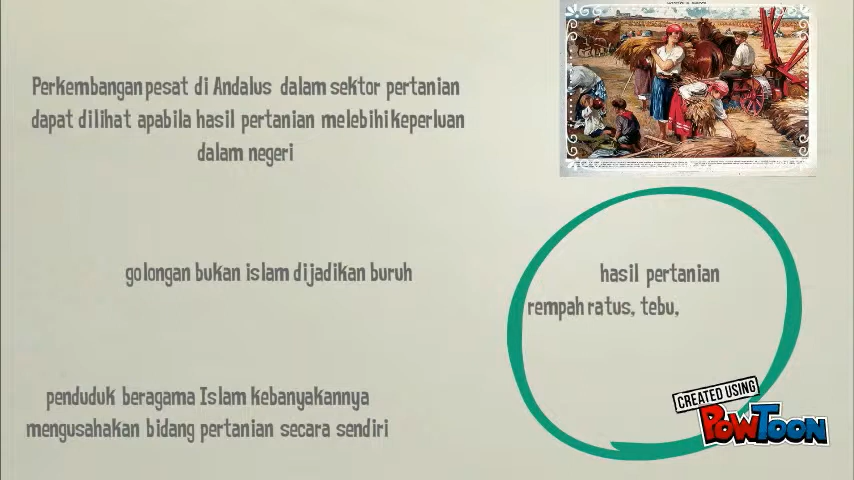 Perkembangan pesat di Andalus dalam sektor pertanian
dapat dilihat apabila hasil pertanian melebihi keperluan
dalam negeri
golongan bukan islam dijadikan buruh
hasil pertanian
rempah ratus, tebu,
penduduk beragama Islam kebanyakannya
mengusahakan bidang pertanian secara sendiri
CREATED USING
POWTOON